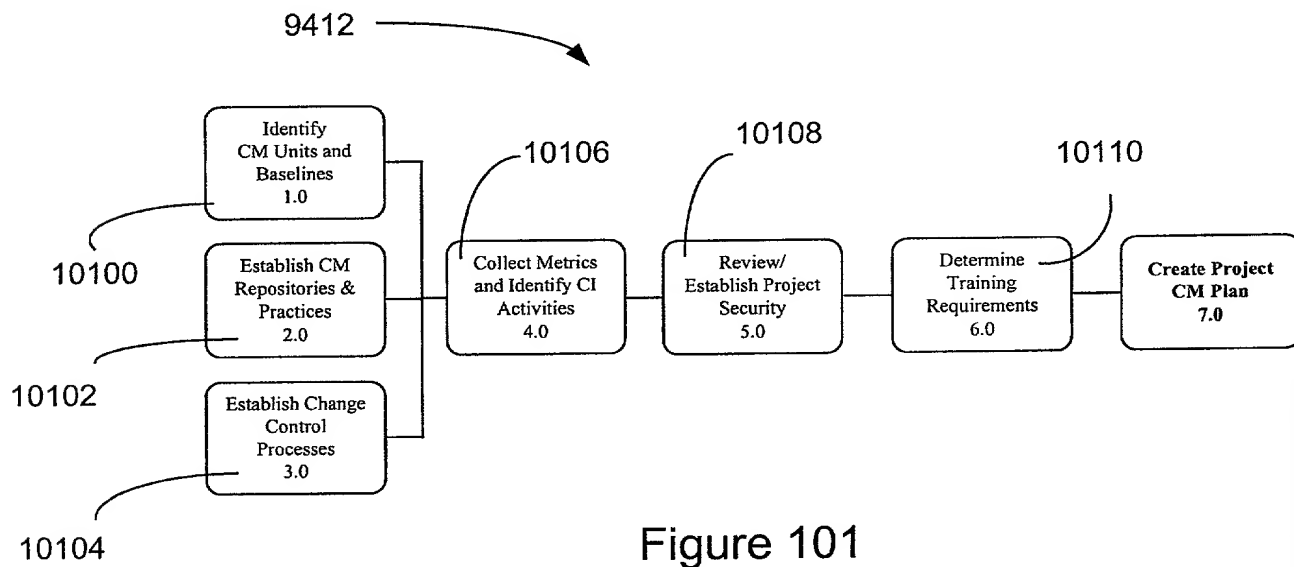 9412
Identify
CM Units and
Baselines
1.0
10100
Establish CM
Repositories &
Practices
2.0
10102
Establish Change
Control
Processes
3.0
10104
10106
Collect Metrics
and Identify CI
Activities
4.0
10108
Review/
Establish Project
Security
5.0
10110
Determine
Training
Requirements
6.0
Create Project
CM Plan
7.0
Figure 101